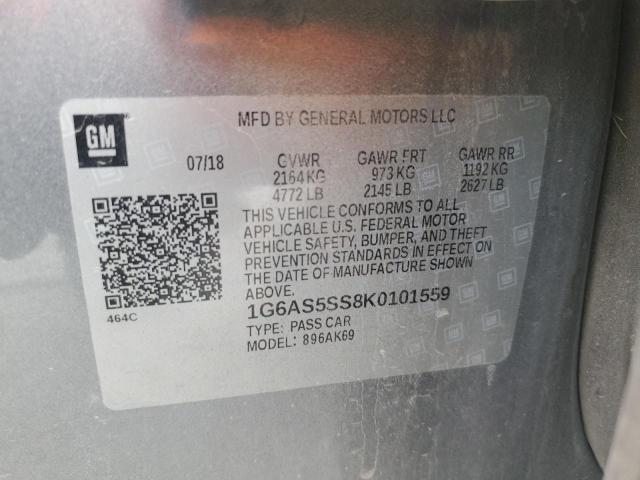 GM
MFD BY GENERAL MOTORS LLC
07/18 GVWR GAWR FRT GAWR RR
2164 KG 973 KG 1192 KG
4772 LB 2145 LB 2627 LB
THIS VEHICLE CONFORMS TO ALL
APPLICABLE U.S. FEDERAL MOTOR
VEHICLE SAFETY, BUMPER, AND THEFT
PREVENTION STANDARDS IN EFFECT ON
THE DATE OF MANUFACTURE SHOWN
ABOVE.
464C
1G6AS5SS8K0101559
TYPE: PASS CAR
MODEL: 896AK69